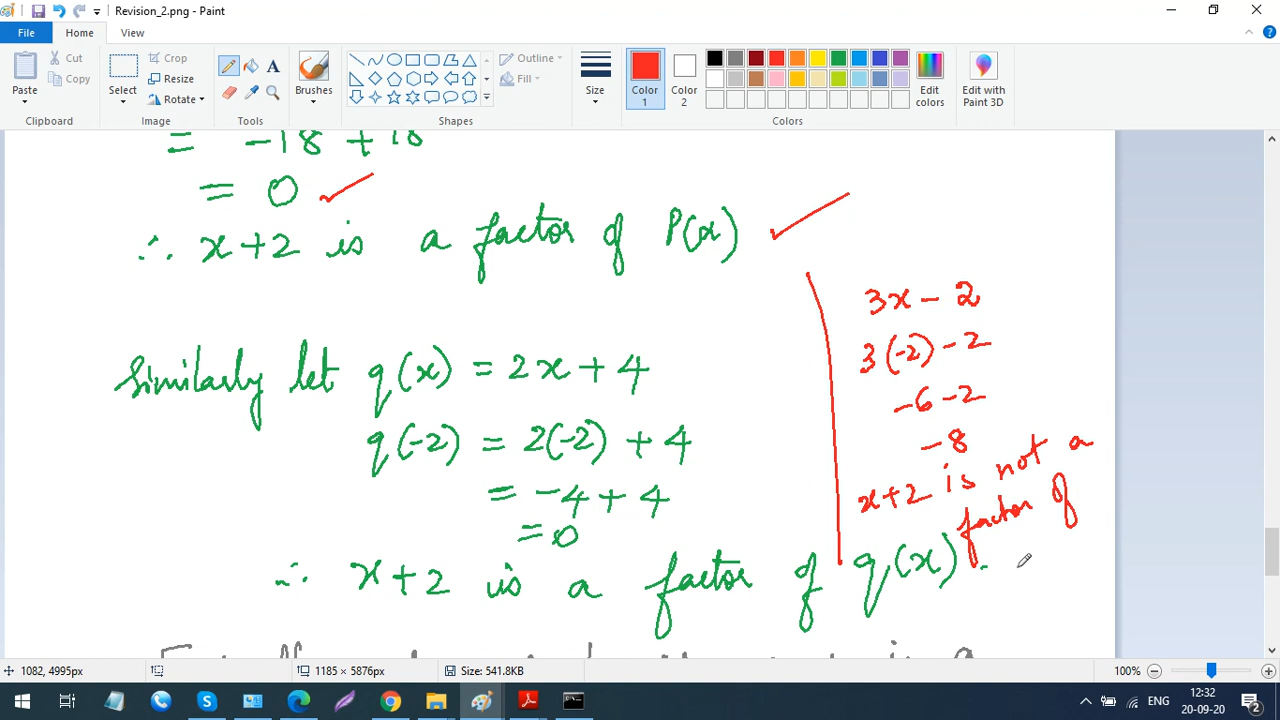 Revision_2.png - Paint
File Home View
Paste
Cut
Copy
Clipboard
Select
Crop
Resize
Rotate
Image
A
Tools
Brushes
Outline
Fill
Shapes
Size
Color 1
Color 2
Edit colors
Colors
Edit with Paint 3D
= -18 + 18
= 0
∴ x+2 is a factor of P(x)
Similarly let q(x) = 2x + 4
q(-2) = 2(-2) + 4
= -4 + 4
= 0
∴ x+2 is a factor of q(x).
3x - 2
3(-2) - 2
-6 - 2
-8
x+2 is not a
factor of
1082, 4995px
1185 × 5876px
Size: 541.8KB
100%
ENG
12:32
20-09-20
2